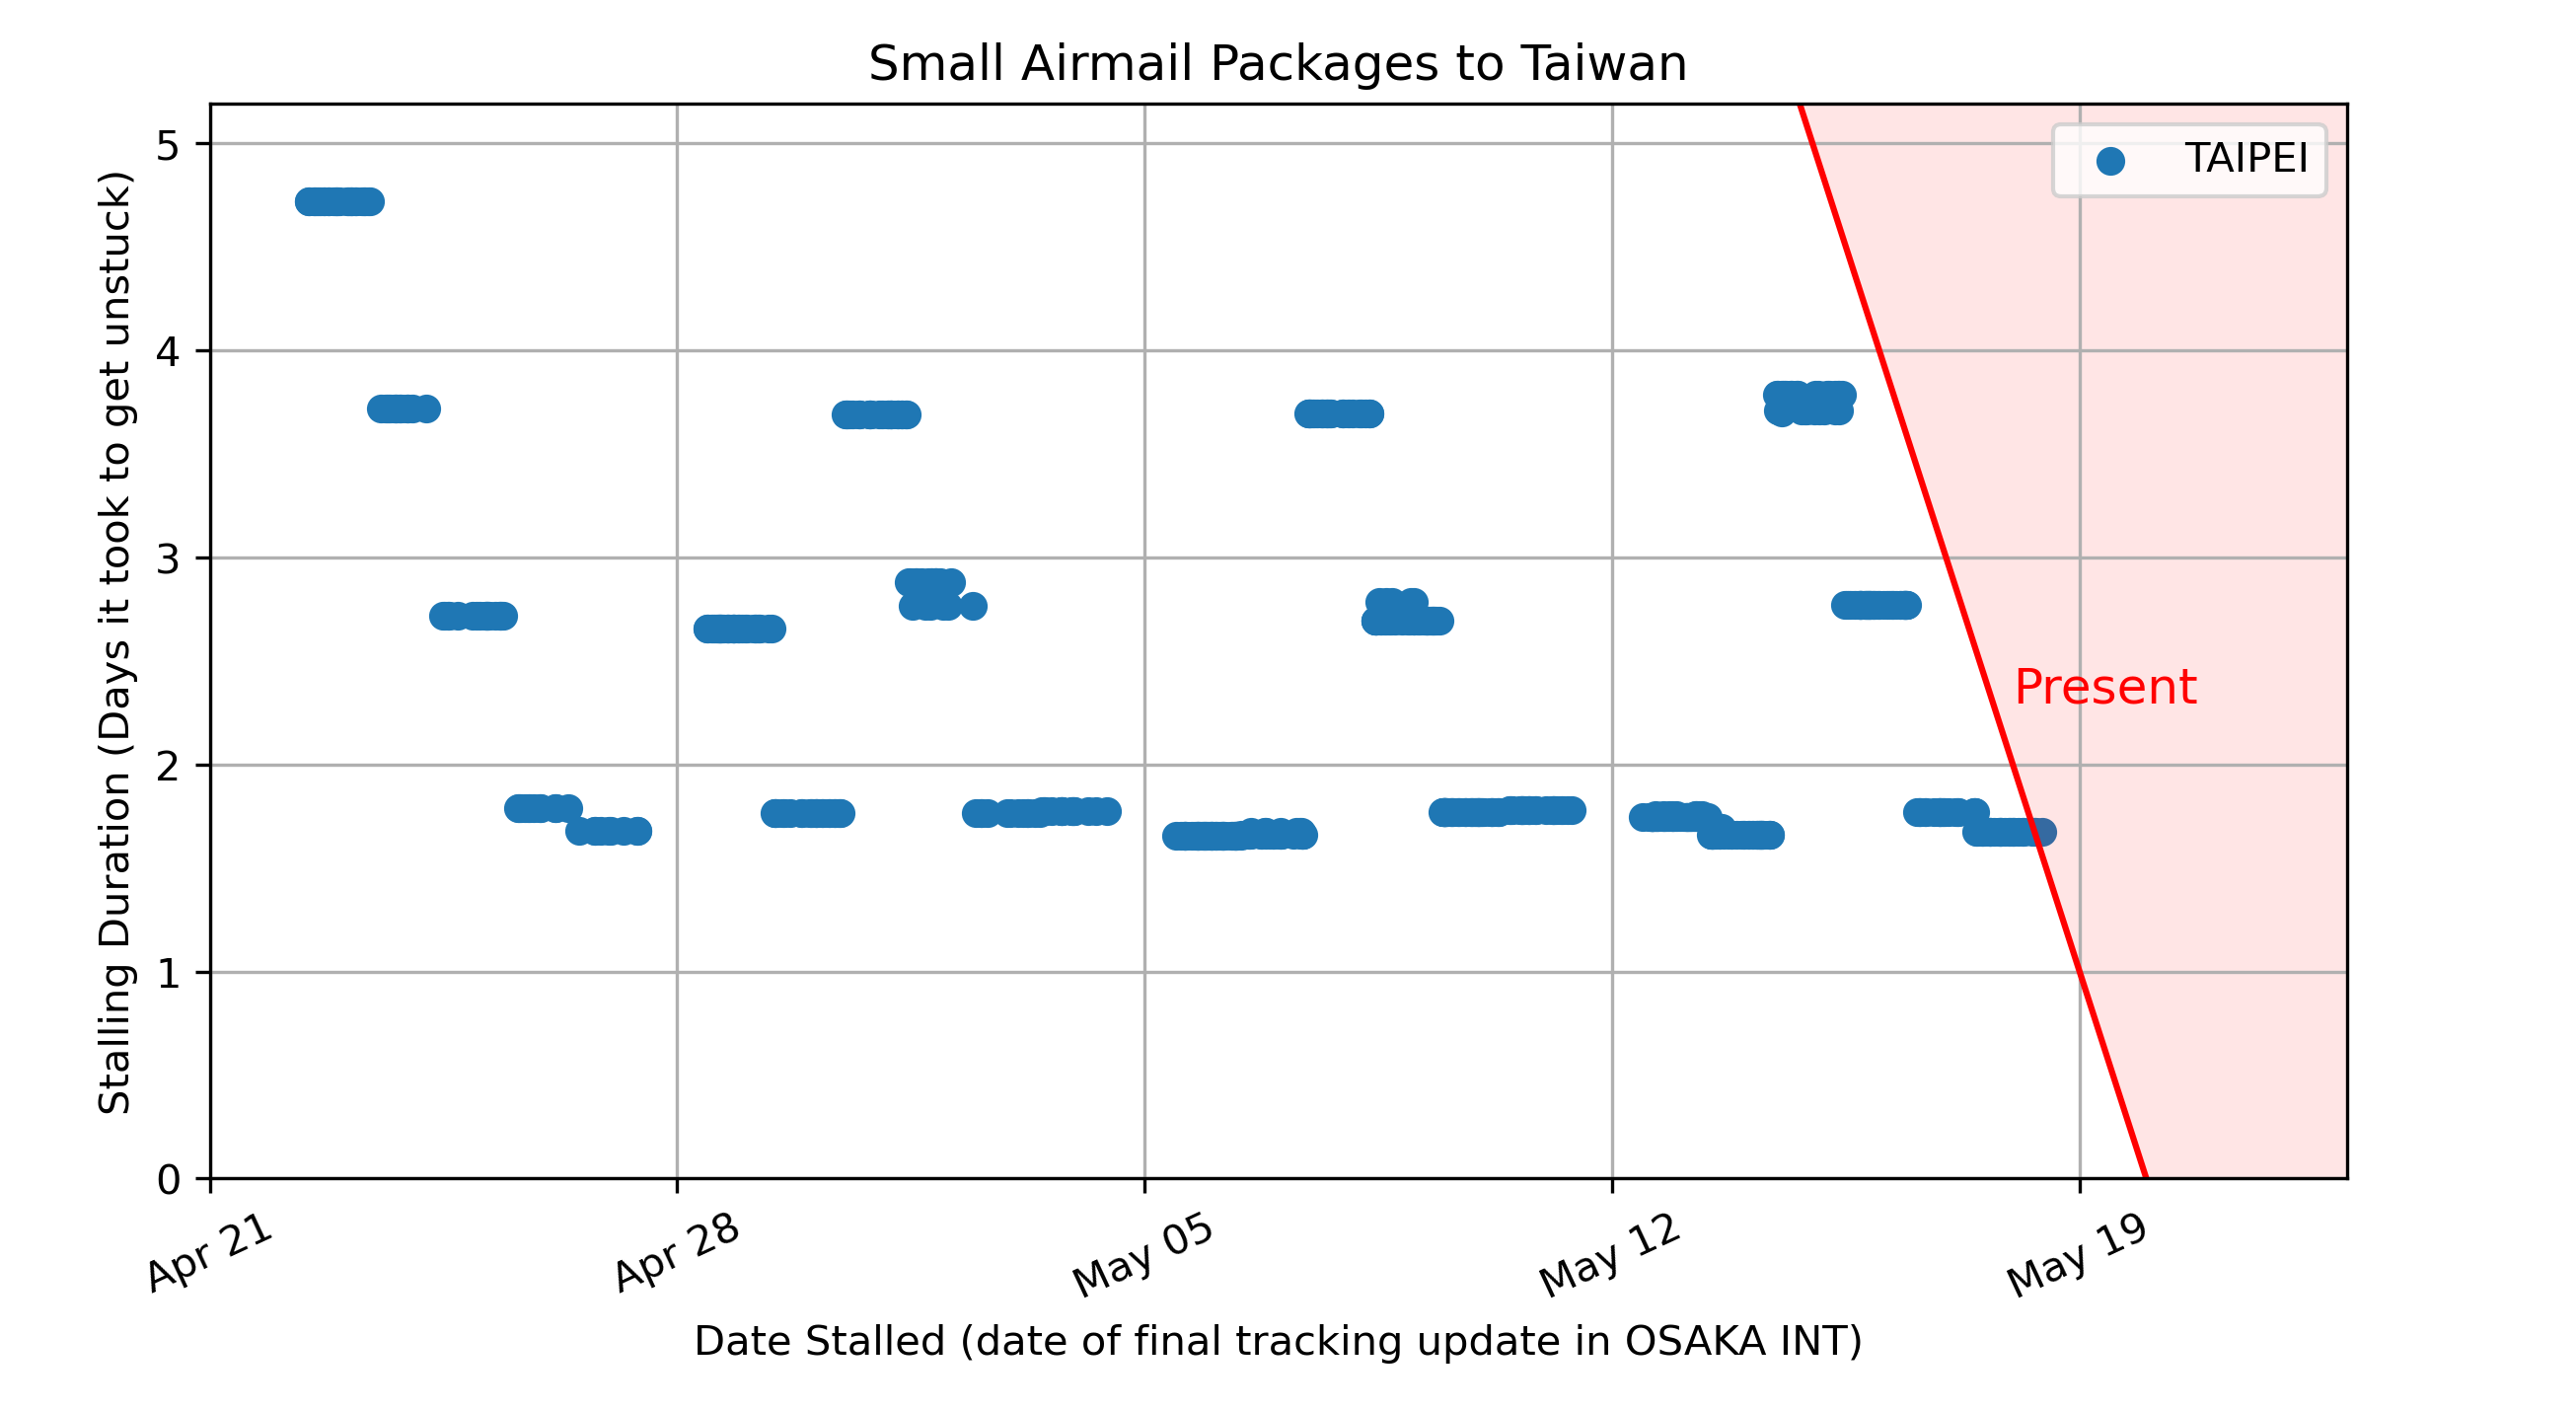 Small Airmail Packages to Taiwan
Stalling Duration (Days it took to get unstuck)
5
4
3
2
1
0
TAIPEI
Present
Apr 21
Apr 28
May 05
May 12
May 19
Date Stalled (date of final tracking update in OSAKA INT)